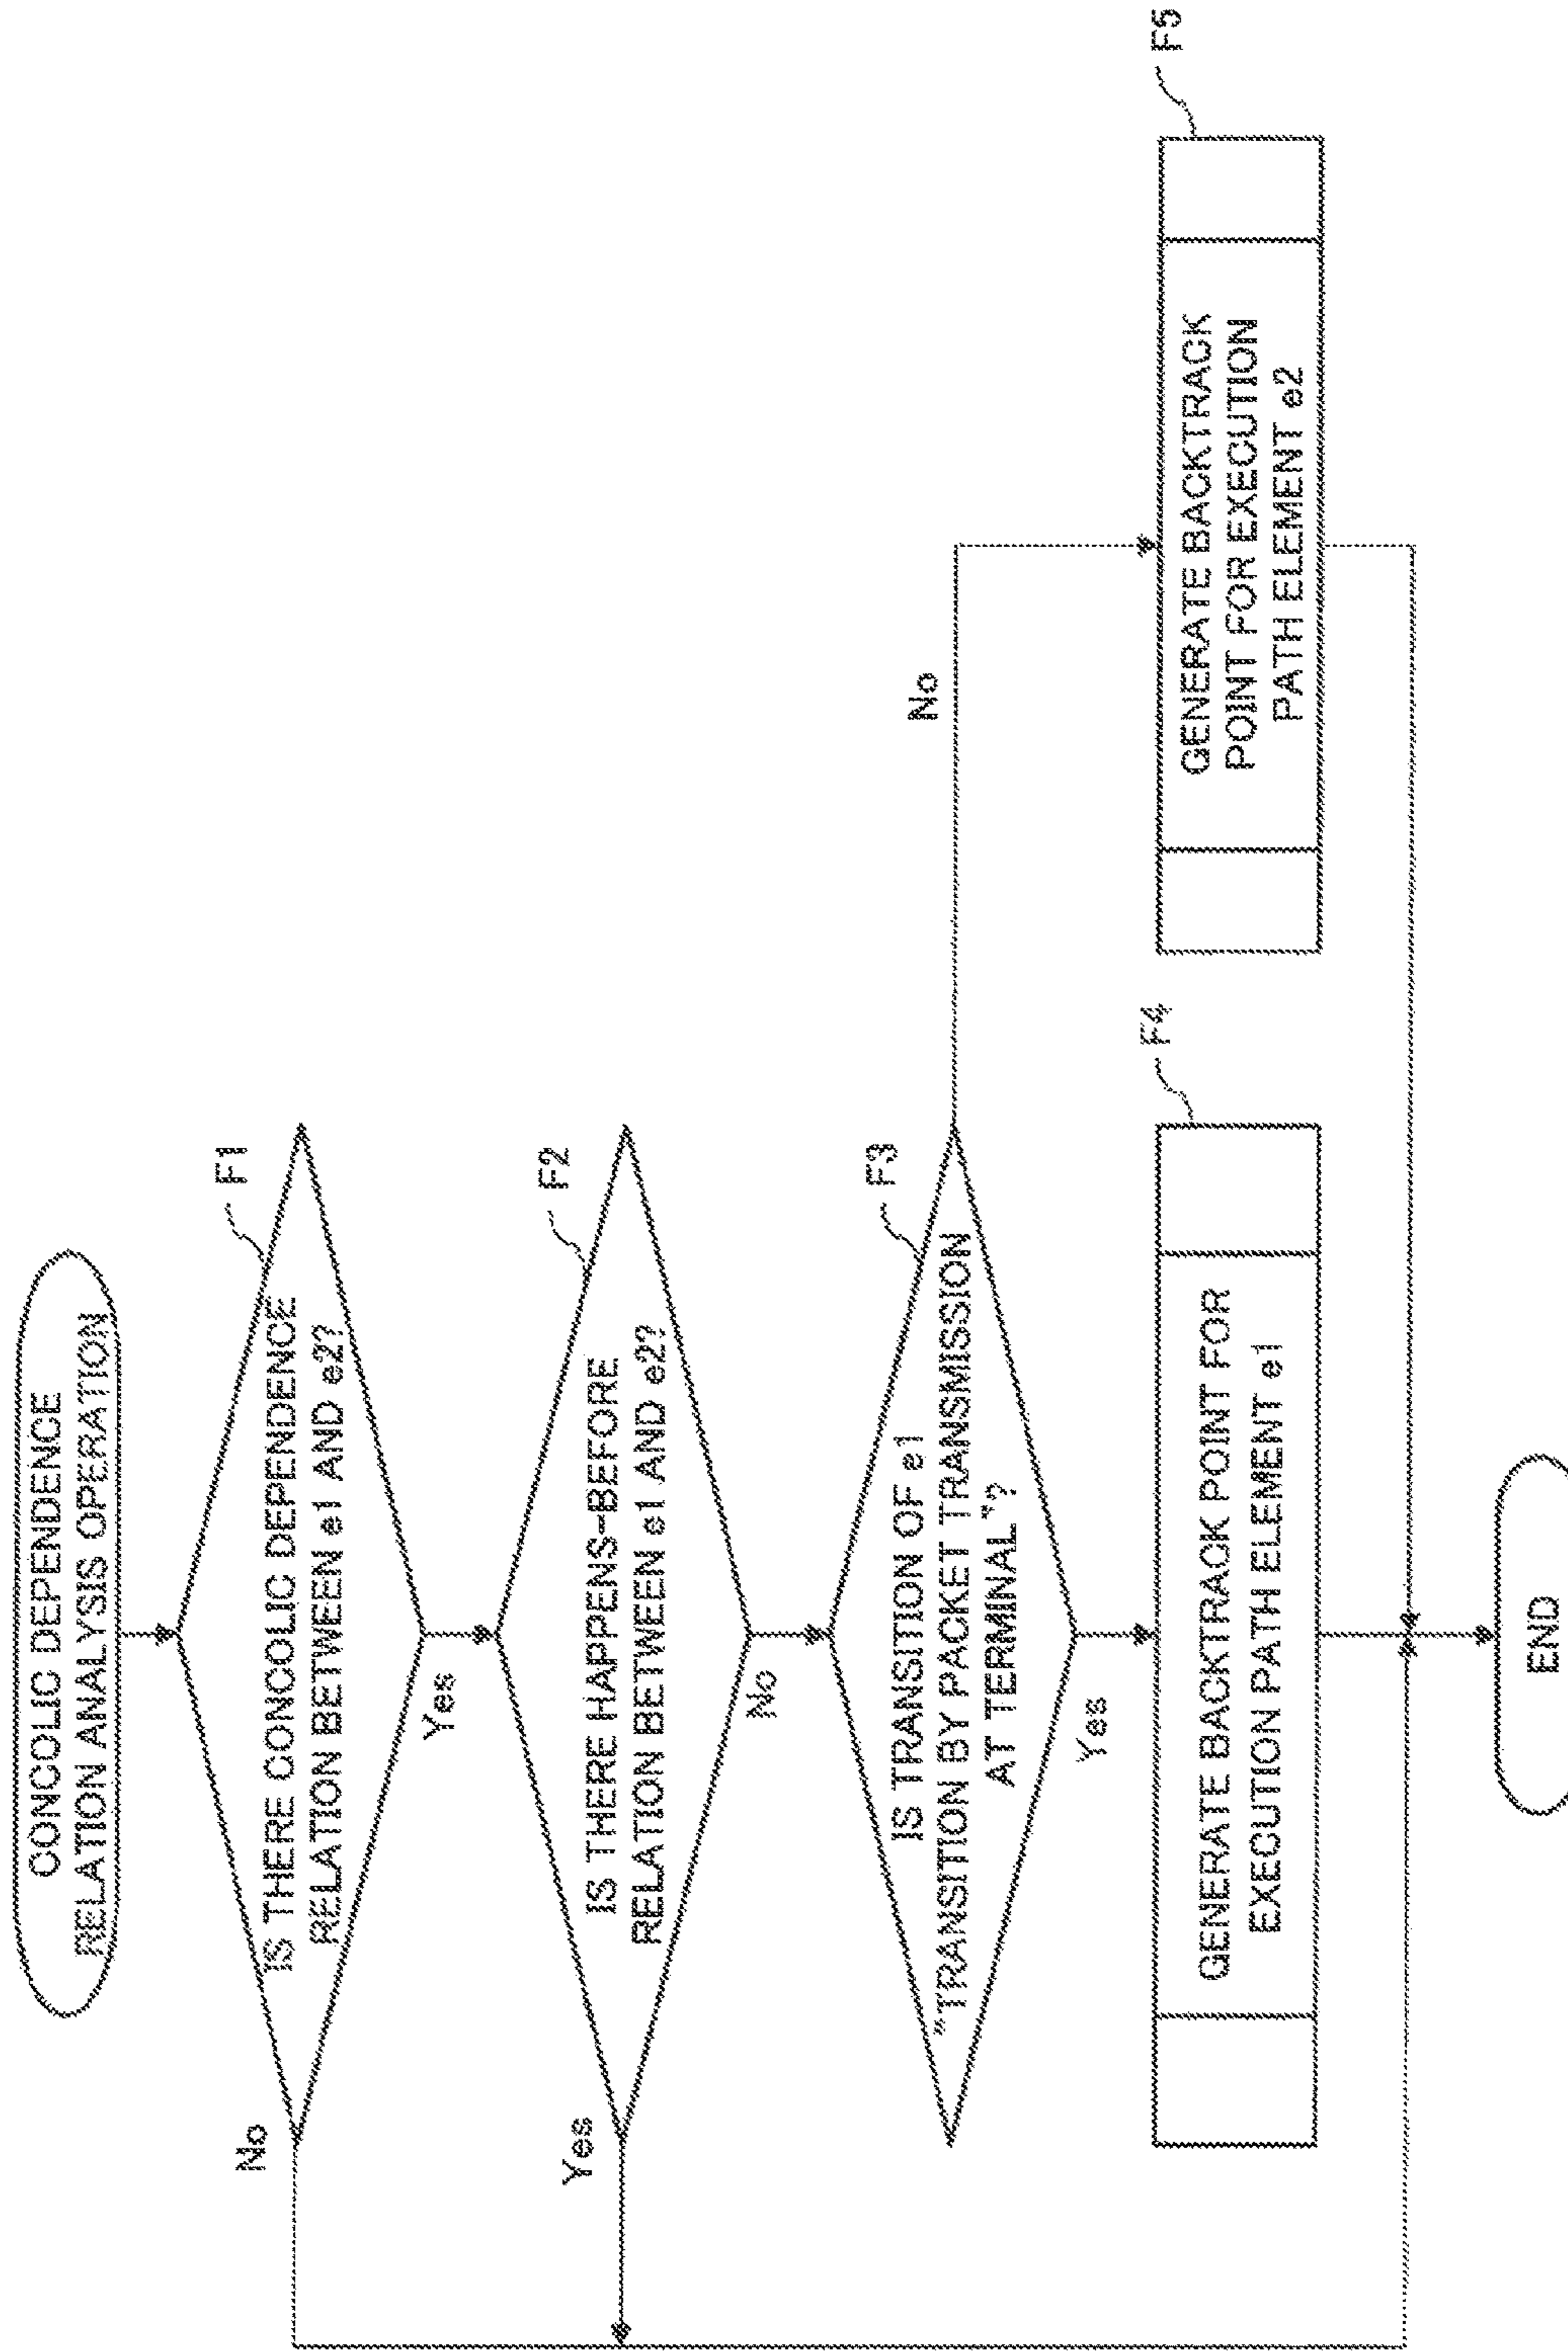 CONCOLIC DEPENDENCE
RELATION ANALYSIS OPERATION
F1
IS THERE CONCOLIC DEPENDENCE
RELATION BETWEEN e1 AND e2?
No
Yes
F2
IS THERE HAPPENS-BEFORE
RELATION BETWEEN e1 AND e2?
Yes
No
F3
IS TRANSITION OF e1
"TRANSITION BY PACKET TRANSMISSION
AT TERMINAL"?
No
Yes
F4
GENERATE BACKTRACK POINT FOR
EXECUTION PATH ELEMENT e1
F5
GENERATE BACKTRACK
POINT FOR EXECUTION
PATH ELEMENT e2
END